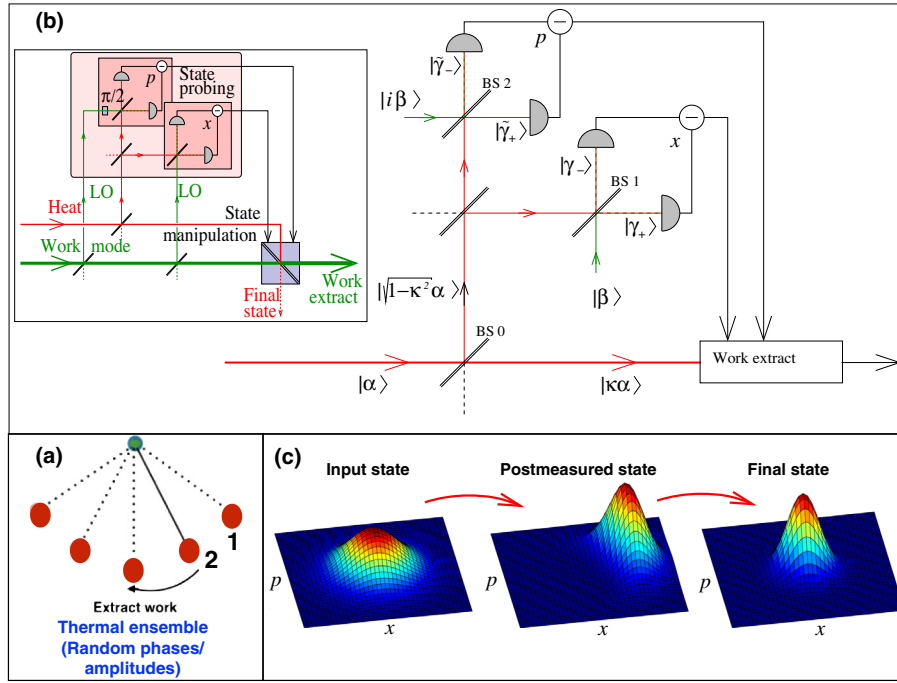 (b)
State
probing
π/2
p
x
LO
LO
Heat
State
manipulation
Work mode
Work
extract
Final
state
p
|γ̃₋⟩
BS 2
|iβ⟩
|γ̃₊⟩
x
|γ₋⟩
BS 1
|γ₊⟩
|β⟩
|√1−κ² α⟩
BS 0
|α⟩
|κα⟩
Work extract
(a)
1
2
Extract work
Thermal ensemble
(Random phases/
amplitudes)
(c)
Input state
Postmeasured state
Final state
p
x
p
x
p
x